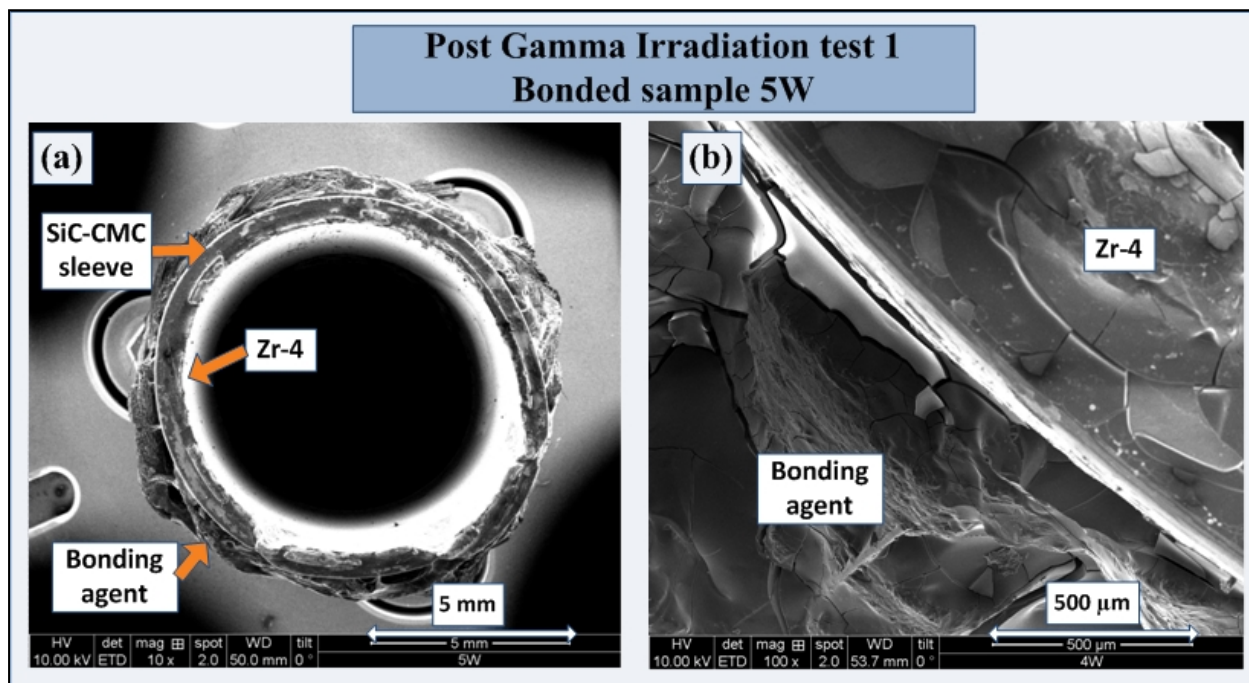 Post Gamma Irradiation test 1
Bonded sample 5W
(a)
SiC-CMC
sleeve
Zr-4
Bonding
agent
5 mm
HV det mag ⊞ spot WD tilt
10.00 kV ETD 10 x 2.0 50.0 mm 0 °
5 mm
5W
(b)
Zr-4
Bonding
agent
500 µm
HV det mag ⊞ spot WD tilt
10.00 kV ETD 100 x 2.0 53.7 mm 0 °
500 µm
4W